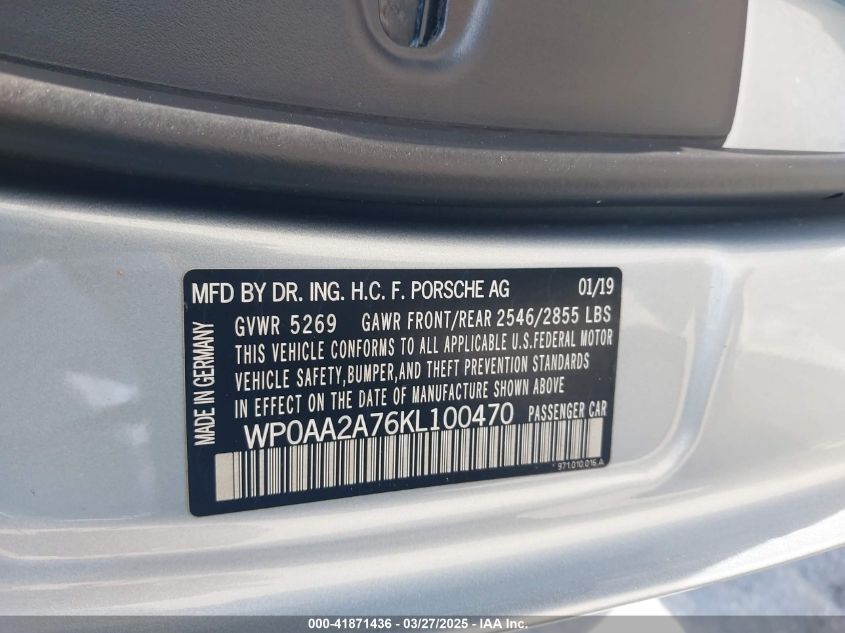 MFD BY DR. ING. H.C. F. PORSCHE AG 01/19
GVWR 5269 GAWR FRONT/REAR 2546/2855 LBS
THIS VEHICLE CONFORMS TO ALL APPLICABLE U.S.FEDERAL MOTOR
VEHICLE SAFETY,BUMPER,AND THEFT PREVENTION STANDARDS
IN EFFECT ON THE DATE OF MANUFACTURE SHOWN ABOVE
WP0AA2A76KL100470 PASSENGER CAR
971.010.016.A
MADE IN GERMANY
000-41871436 - 03/27/2025 - IAA Inc.